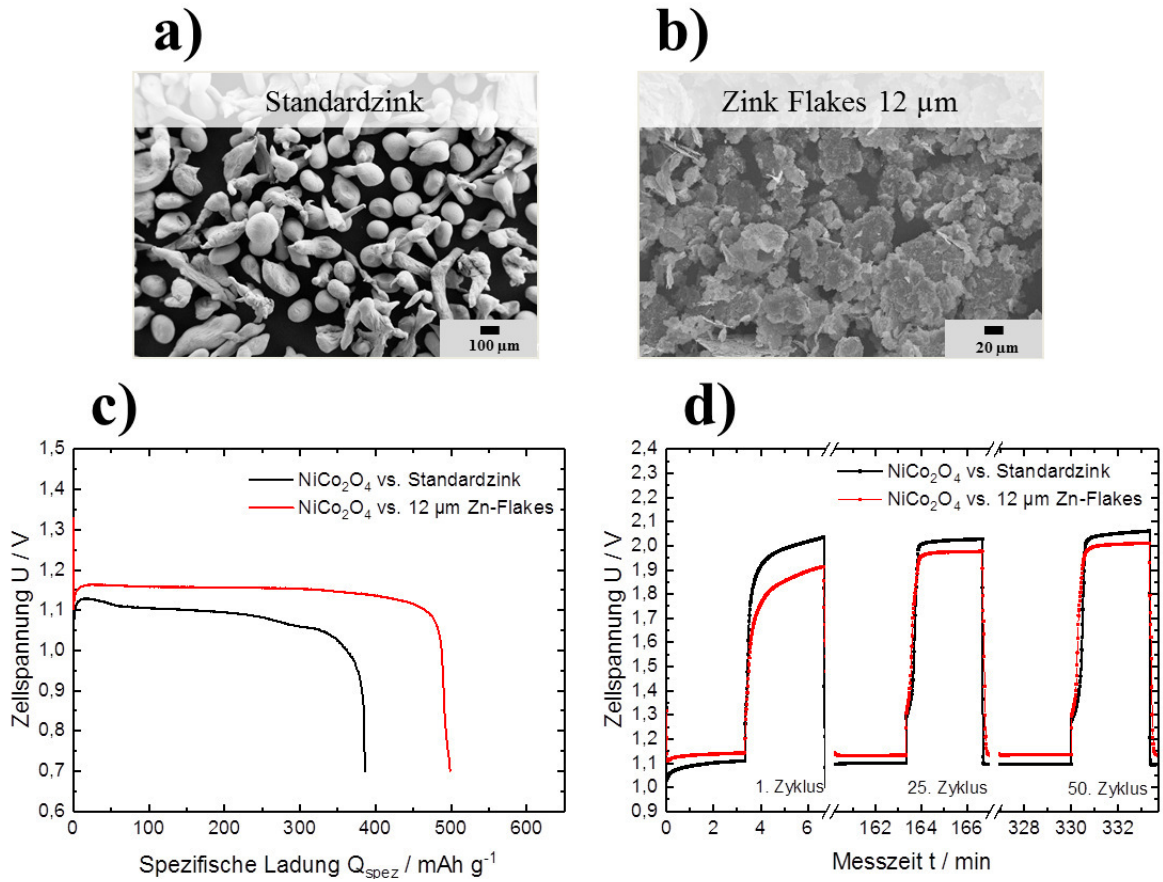 a)
b)
Standardzink
Zink Flakes 12 µm
100 µm
20 µm
c)
d)
1,5
1,4
1,3
1,2
1,1
1,0
0,9
0,8
0,7
0,6
Zellspannung U / V
NiCo₂O₄ vs. Standardzink
NiCo₂O₄ vs. 12 µm Zn-Flakes
0 100 200 300 400 500 600
Spezifische Ladung Qspez / mAh g⁻¹
2,4
2,3
2,2
2,1
2,0
1,9
1,8
1,7
1,6
1,5
1,4
1,3
1,2
1,1
1,0
0,9
Zellspannung U / V
NiCo₂O₄ vs. Standardzink
NiCo₂O₄ vs. 12 µm Zn-Flakes
1. Zyklus 25. Zyklus 50. Zyklus
0 2 4 6 162 164 166 328 330 332
Messzeit t / min